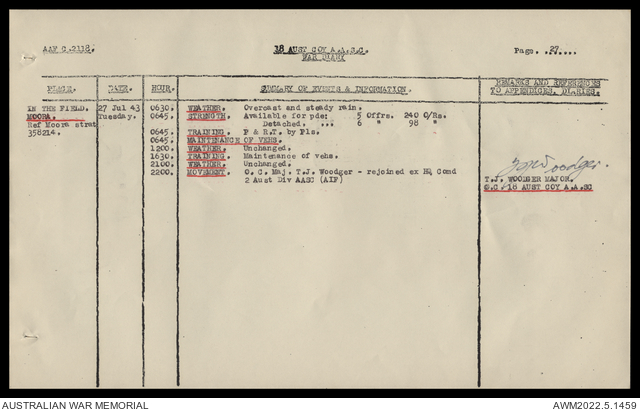 AAF C.2118.
18 AUST COY A.A.S.C.
WAR DIARY
Page. 27.....
PLACE. DATE. HOUR. SUMMARY OF EVENTS & INFORMATION. REMARKS AND REFERENCES
TO APPENDICES, DIARIES.
IN THE FIELD. 27 Jul 43 0630. WEATHER. Overcast and steady rain.
MOORA. Tuesday. 0645. STRENGTH. Available for pde: 5 Offrs. 240 O/Rs.
Ref Moora strat Detached. ... 6 " 98 "
358214. 0645. TRAINING. P & R.T. by Pls.
0645. MAINTENANCE OF VEHS.
1200. WEATHER. Unchanged.
1630. TRAINING. Maintenance of vehs.
2100. WEATHER. Unchanged.
2200. MOVEMENT. O. C. Maj. T.J. Woodger - rejoined ex HQ Comd
2 Aust Div AASC (AIF)
TJ Woodger.
T.J. WOODGER MAJOR.
O.C. 18 AUST COY A.A.SC
AUSTRALIAN WAR MEMORIAL
AWM2022.5.1459